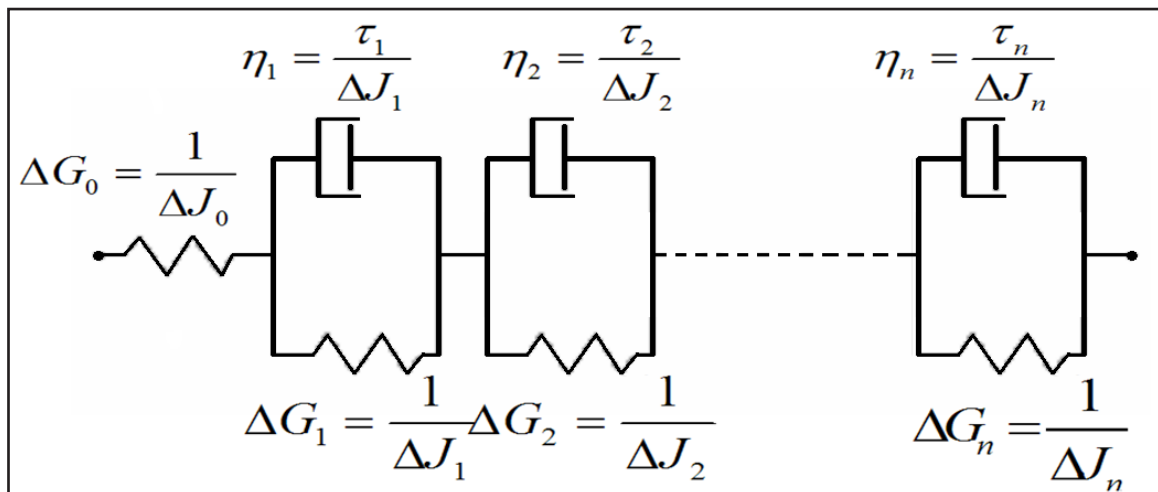 η₁ = τ₁/ΔJ₁
η₂ = τ₂/ΔJ₂
ηₙ = τₙ/ΔJₙ
ΔG₀ = 1/ΔJ₀
ΔG₁ = 1/ΔJ₁
ΔG₂ = 1/ΔJ₂
ΔGₙ = 1/ΔJₙ